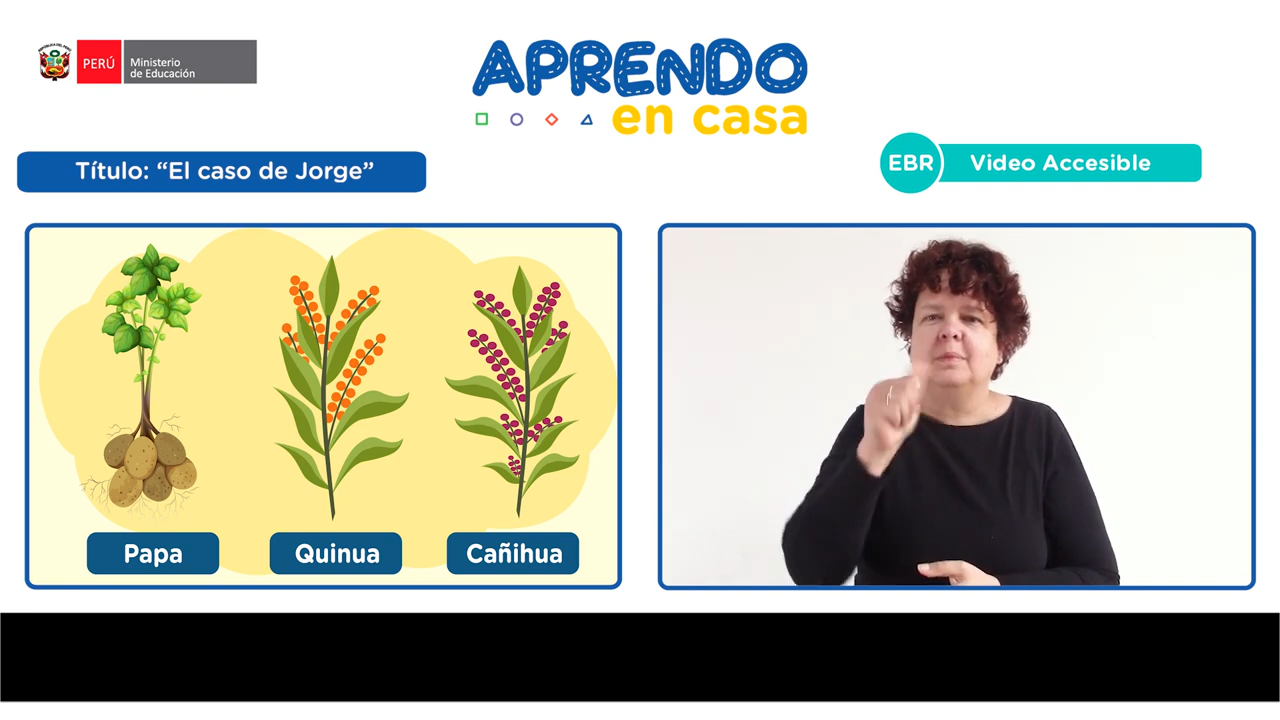 PERÚ
Ministerio
de Educación
APRENDO
en casa
Título: “El caso de Jorge”
EBR
Video Accesible
Papa
Quinua
Cañihua